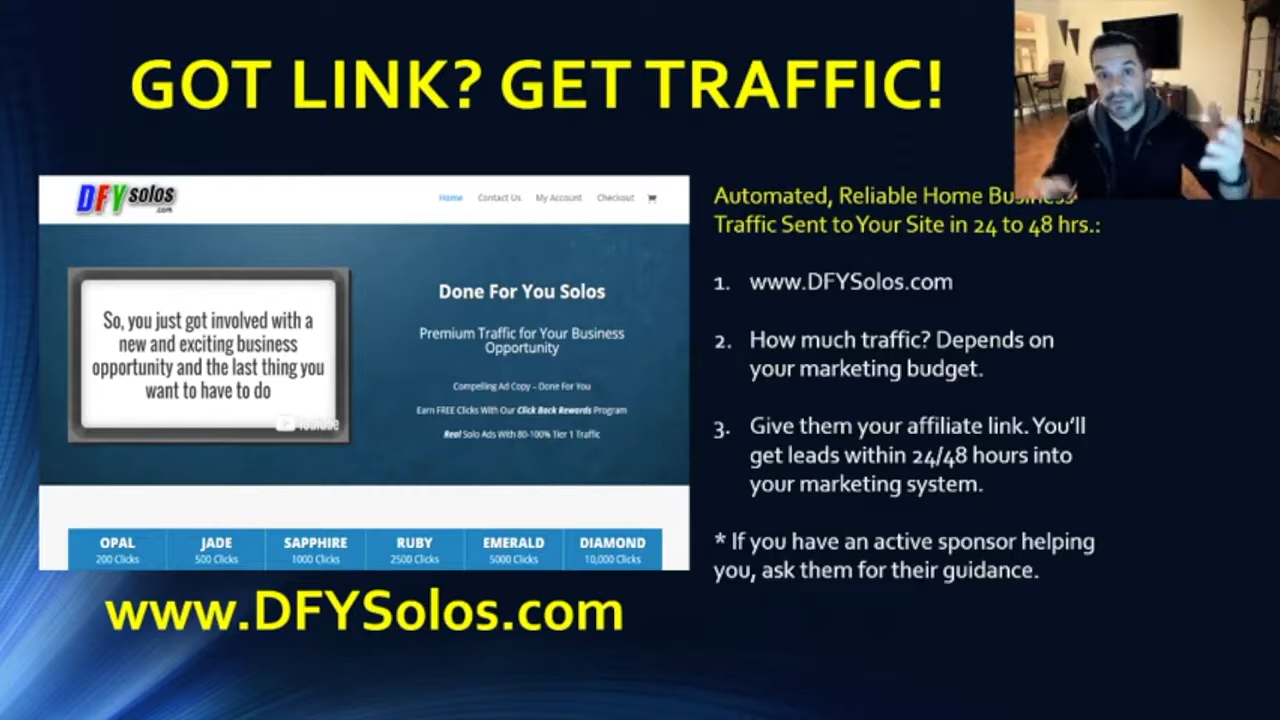 GOT LINK? GET TRAFFIC!
DFY solos
.com
Home Contact Us My Account Checkout
So, you just got involved with a
new and exciting business
opportunity and the last thing you
want to have to do
YouTube
Done For You Solos
Premium Traffic for Your Business
Opportunity
Compelling Ad Copy – Done For You
Earn FREE Clicks With Our Click Back Rewards Program
Real Solo Ads With 80-100% Tier 1 Traffic
OPAL JADE SAPPHIRE RUBY EMERALD DIAMOND
200 Clicks 500 Clicks 1000 Clicks 2500 Clicks 5000 Clicks 10,000 Clicks
www.DFYSolos.com
Automated, Reliable Home Business
Traffic Sent to Your Site in 24 to 48 hrs.:
1. www.DFYSolos.com
2. How much traffic? Depends on
your marketing budget.
3. Give them your affiliate link. You'll
get leads within 24/48 hours into
your marketing system.
* If you have an active sponsor helping
you, ask them for their guidance.